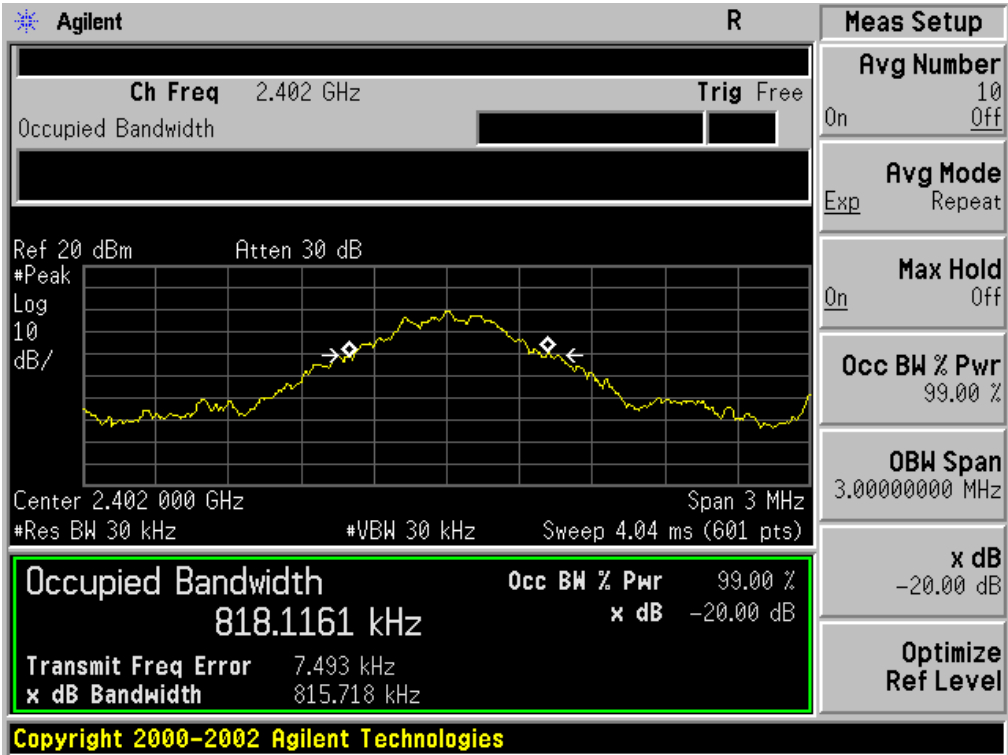 Agilent R
Ch Freq 2.402 GHz Trig Free
Occupied Bandwidth
Ref 20 dBm Atten 30 dB
#Peak
Log
10
dB/
Center 2.402 000 GHz Span 3 MHz
#Res BW 30 kHz #VBW 30 kHz Sweep 4.04 ms (601 pts)
Occupied Bandwidth Occ BW % Pwr 99.00 %
818.1161 kHz x dB -20.00 dB
Transmit Freq Error 7.493 kHz
x dB Bandwidth 815.718 kHz
Copyright 2000-2002 Agilent Technologies
Meas Setup
Avg Number
10
On Off
Avg Mode
Exp Repeat
Max Hold
On Off
Occ BW % Pwr
99.00 %
OBW Span
3.00000000 MHz
x dB
-20.00 dB
Optimize
Ref Level